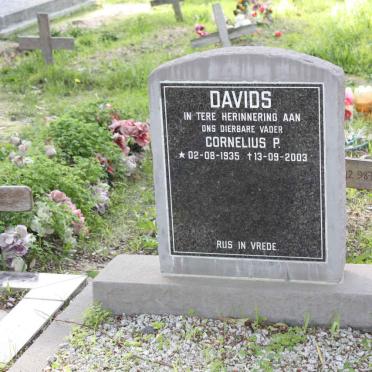 DAVIDS
IN TERE HERINNERING AAN
ONS DIERBARE VADER
CORNELIUS P.
*02-08-1935 †13-09-2003
RUS IN VREDE